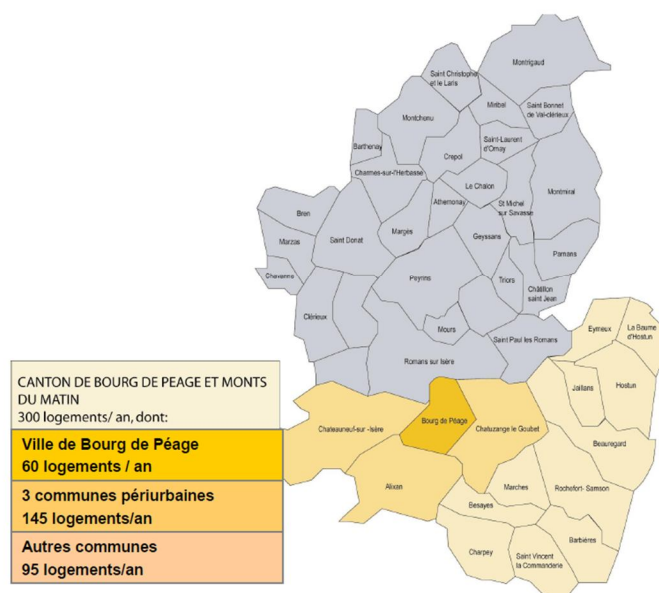 Montrigaud
Saint Christophe
et le Laris
Miribel
Saint Bonnet
de Val-clérieux
Montchenu
Saint-Laurent
d'Onay
Bathernay
Crepol
Charmes-sur-l'Herbasse
Le Chalon
Montmiral
Arthemonay
St Michel
sur Savasse
Bren
Saint Donat
Margès
Geyssans
Marzas
Parnans
Chavanne
Peyrins
Triors
Châtillon
saint Jean
Clérieux
Mours
Saint Paul les Romans
Eymeux
La Baume
d'Hostun
Romans sur Isère
CANTON DE BOURG DE PEAGE ET MONTS
DU MATIN
300 logements/ an, dont:
Jaillans
Hostun
Ville de Bourg de Péage
60 logements / an
Chateauneuf-sur -Isère
Bourg de Péage
Chatuzange le Goubet
Beauregard
3 communes périurbaines
145 logements/an
Alixan
Marches
Rochefort- Samson
Besayes
Autres communes
95 logements/an
Barbières
Charpey
Saint Vincent
la Commanderie